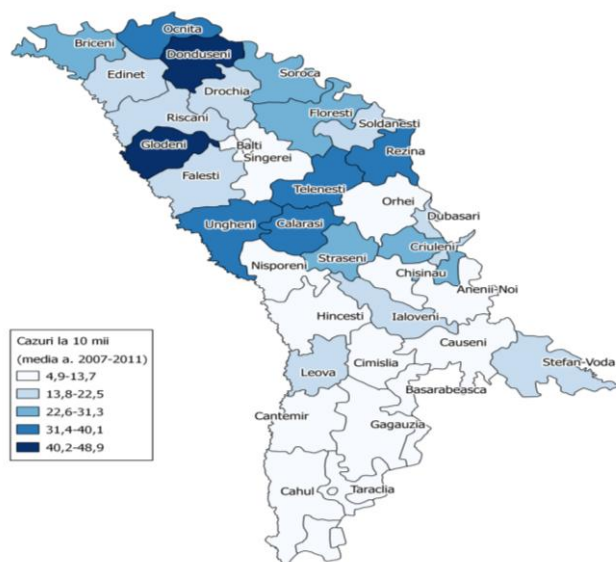 Ocnita
Briceni
Donduseni
Edinet
Soroca
Drochia
Floresti
Riscani
Soldanesti
Glodeni
Balti
Rezina
Singerei
Falesti
Telenesti
Orhei
Dubasari
Ungheni
Calarasi
Criuleni
Straseni
Nisporeni
Chisinau
Anenii-Noi
Hincesti
Ialoveni
Causeni
Stefan-Voda
Cimislia
Leova
Basarabeasca
Cantemir
Gagauzia
Cahul
Taraclia
Cazuri la 10 mii
(media a. 2007-2011)
4,9-13,7
13,8-22,5
22,6-31,3
31,4-40,1
40,2-48,9